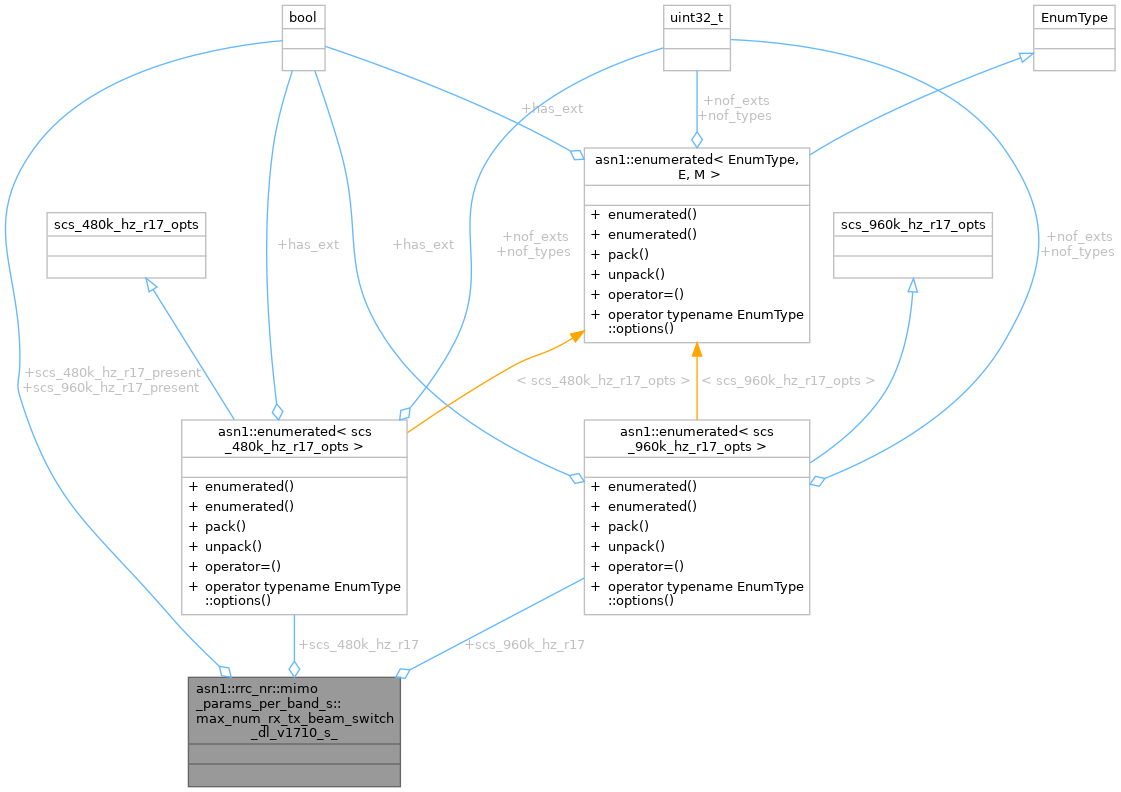 bool
uint32_t
EnumType
+has_ext
+nof_exts
+nof_types
asn1::enumerated< EnumType,
E, M >
+ enumerated()
+ enumerated()
+ pack()
+ unpack()
+ operator=()
+ operator typename EnumType
::options()
scs_480k_hz_r17_opts
scs_960k_hz_r17_opts
+has_ext
+has_ext
+nof_exts
+nof_types
+nof_exts
+nof_types
+scs_480k_hz_r17_present
+scs_960k_hz_r17_present
< scs_480k_hz_r17_opts >
< scs_960k_hz_r17_opts >
asn1::enumerated< scs
_480k_hz_r17_opts >
+ enumerated()
+ enumerated()
+ pack()
+ unpack()
+ operator=()
+ operator typename EnumType
::options()
asn1::enumerated< scs
_960k_hz_r17_opts >
+ enumerated()
+ enumerated()
+ pack()
+ unpack()
+ operator=()
+ operator typename EnumType
::options()
+scs_480k_hz_r17
+scs_960k_hz_r17
asn1::rrc_nr::mimo
_params_per_band_s::
max_num_rx_tx_beam_switch
_dl_v1710_s_